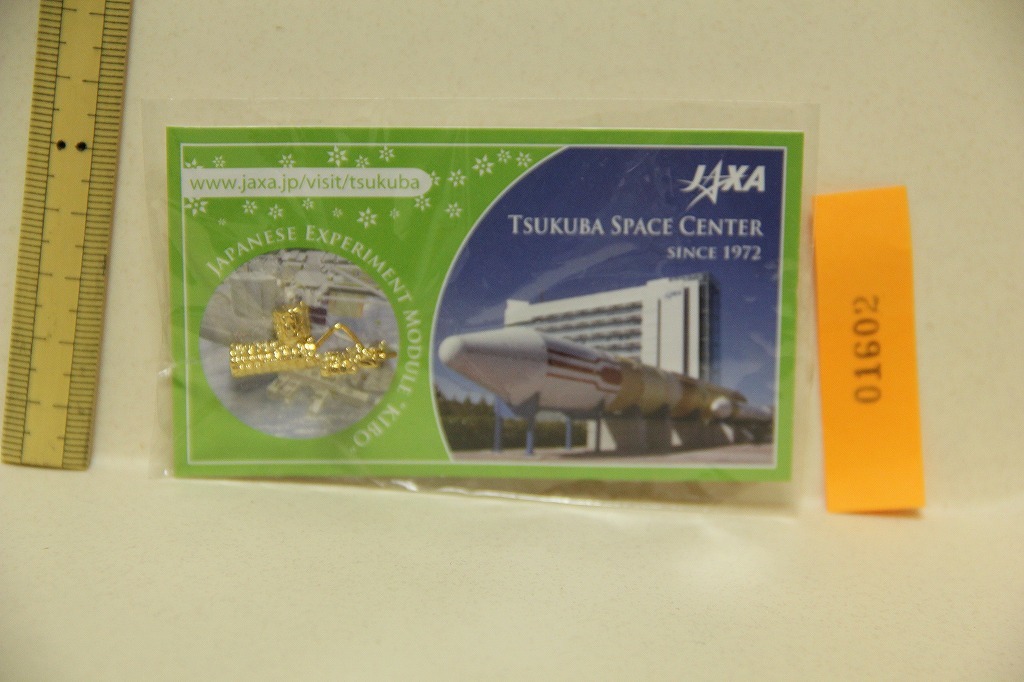 www.jaxa.jp/visit/tsukuba
JAPANESE EXPERIMENT MODULE "KIBO"
JAXA
TSUKUBA SPACE CENTER
SINCE 1972
01602